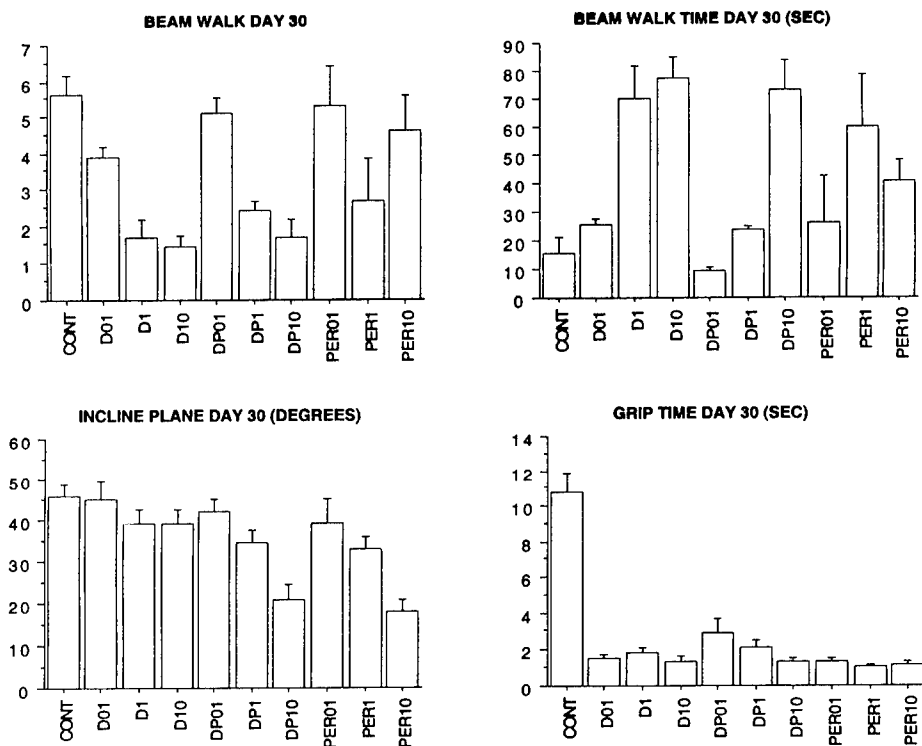 BEAM WALK DAY 30
7
6
5
4
3
2
1
0
CONT
D01
D1
D10
DP01
DP1
DP10
PER01
PER1
PER10
BEAM WALK TIME DAY 30 (SEC)
90
80
70
60
50
40
30
20
10
0
CONT
D01
D1
D10
DP01
DP1
DP10
PER01
PER1
PER10
INCLINE PLANE DAY 30 (DEGREES)
60
50
40
30
20
10
0
CONT
D01
D1
D10
DP01
DP1
DP10
PER01
PER1
PER10
GRIP TIME DAY 30 (SEC)
14
12
10
8
6
4
2
0
CONT
D01
D1
D10
DP01
DP1
DP10
PER01
PER1
PER10